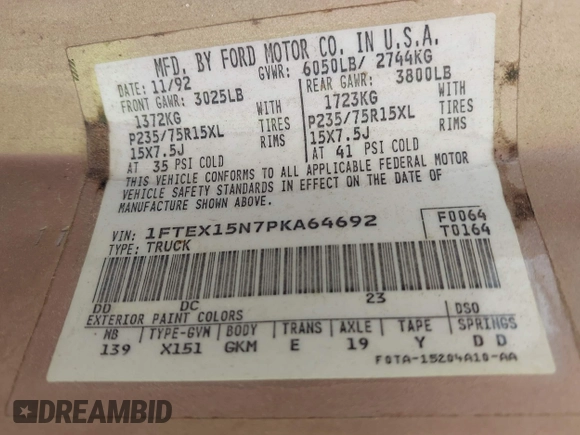 MFD. BY FORD MOTOR CO. IN U.S.A.
DATE: 11/92 GVWR: 6050LB/ 2744KG
FRONT GAWR: 3025LB REAR GAWR: 3800LB
1372KG WITH 1723KG WITH
P235/75R15XL TIRES P235/75R15XL TIRES
15X7.5J RIMS 15X7.5J RIMS
AT 35 PSI COLD AT 41 PSI COLD
THIS VEHICLE CONFORMS TO ALL APPLICABLE FEDERAL MOTOR
VEHICLE SAFETY STANDARDS IN EFFECT ON THE DATE OF
MANUFACTURE SHOWN ABOVE.
VIN: 1FTEX15N7PKA64692 F0064
TYPE: TRUCK T0164
DD DC 23
EXTERIOR PAINT COLORS DSO
WB TYPE-GVM BODY TRANS AXLE TAPE SPRINGS
139 X151 GKM E 19 Y D D
F0TA-15204A10-AA
DREAMBID